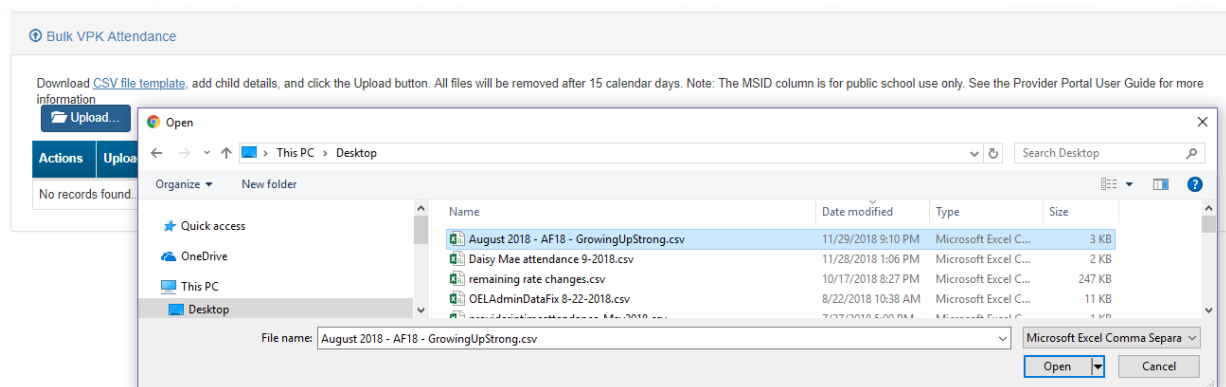 Bulk VPK Attendance
Download CSV file template, add child details, and click the Upload button. All files will be removed after 15 calendar days. Note: The MSID column is for public school use only. See the Provider Portal User Guide for more
information
Upload...
Open
Actions Uploa
This PC > Desktop Search Desktop
Organize New folder
No records found.
Name Date modified Type Size
Quick access
August 2018 - AF18 - GrowingUpStrong.csv 11/29/2018 9:10 PM Microsoft Excel C... 3 KB
OneDrive
Daisy Mae attendance 9-2018.csv 11/28/2018 1:06 PM Microsoft Excel C... 2 KB
remaining rate changes.csv 10/17/2018 8:27 PM Microsoft Excel C... 247 KB
This PC
OELAdminDataFix 8-22-2018.csv 8/22/2018 10:38 AM Microsoft Excel C... 11 KB
Desktop
File name: August 2018 - AF18 - GrowingUpStrong.csv Microsoft Excel Comma Separa
Open Cancel